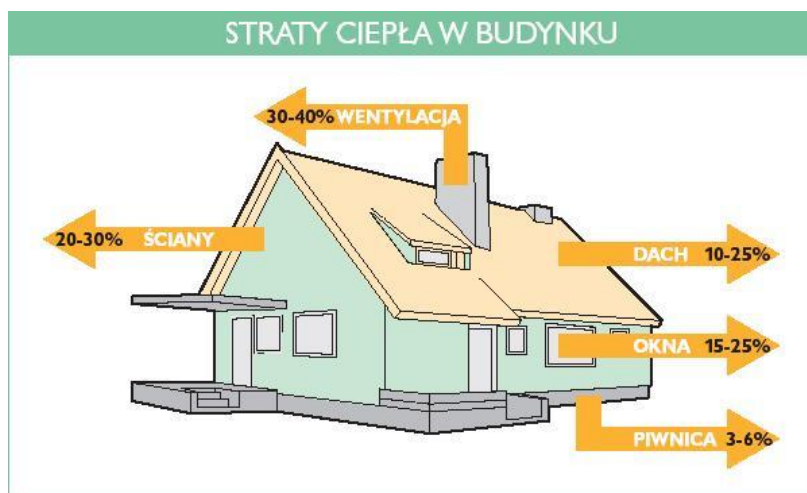 STRATY CIEPŁA W BUDYNKU
30-40% WENTYLACJA
20-30% ŚCIANY
DACH 10-25%
OKNA 15-25%
PIWNICA 3-6%